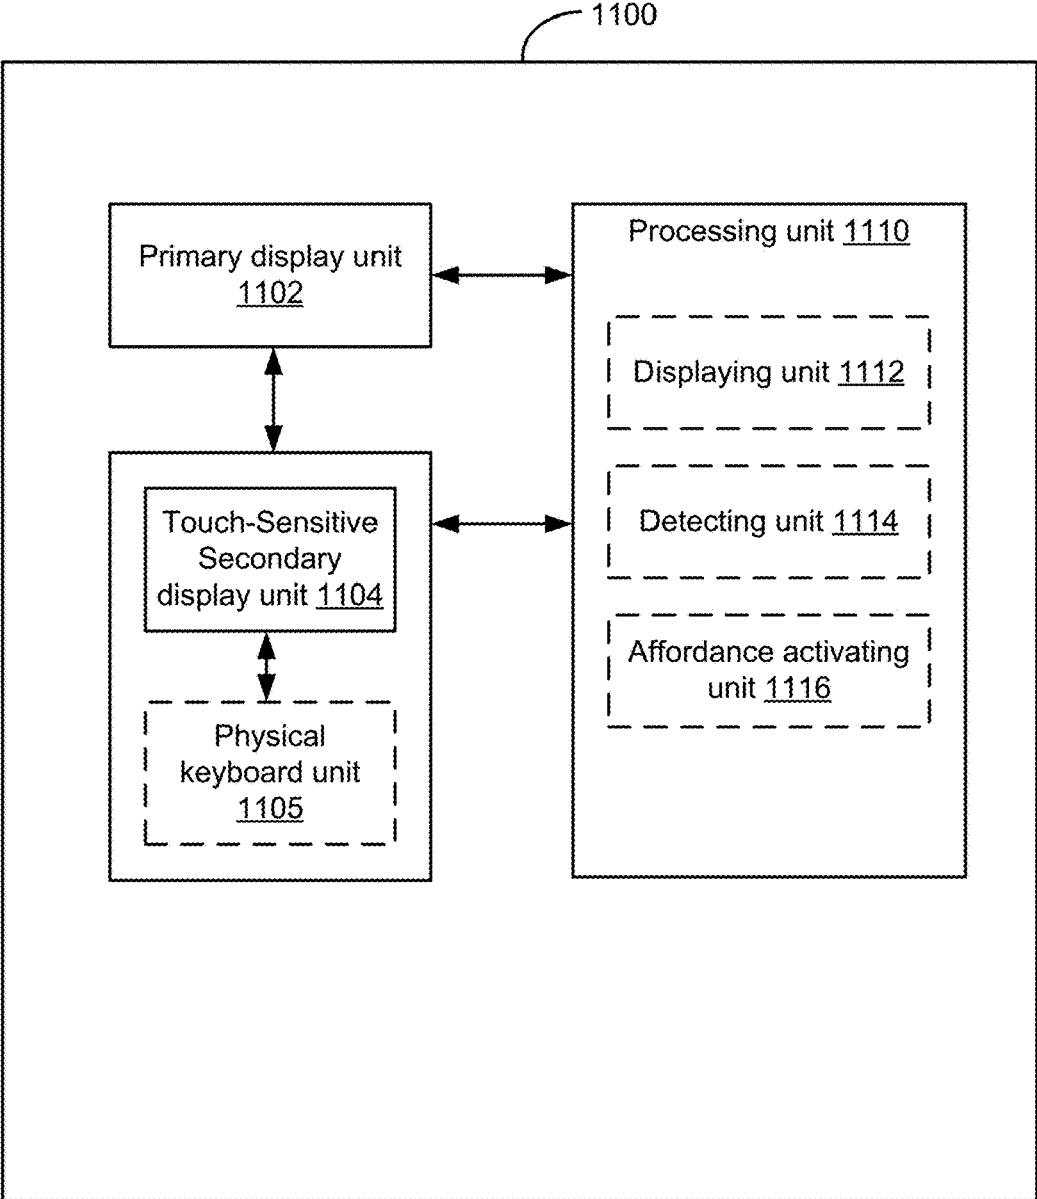 1100
Primary display unit
1102
Touch-Sensitive
Secondary
display unit 1104
Physical
keyboard unit
1105
Processing unit 1110
Displaying unit 1112
Detecting unit 1114
Affordance activating
unit 1116